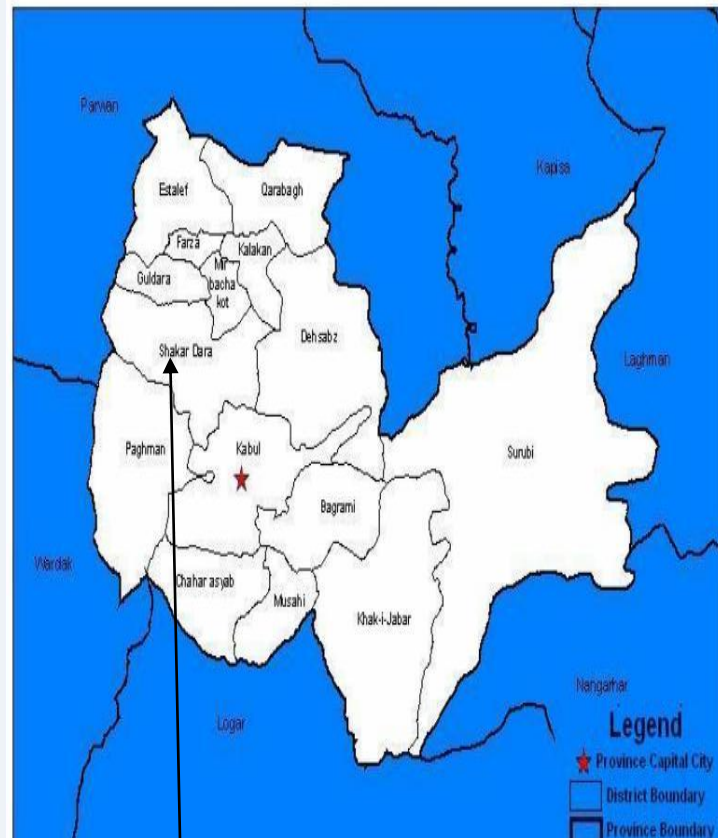 Parwan
Kapisa
Estalef
Qarabagh
Farza
Kalakan
Mir
bacha
kot
Guldara
Dehsabz
Shakar Dara
Laghman
Paghman
Kabul
Surubi
Bagrami
Wardak
Chahar asyab
Musahi
Khak-i-Jabar
Nangarhar
Logar
Legend
Province Capital City
District Boundary
Province Boundary